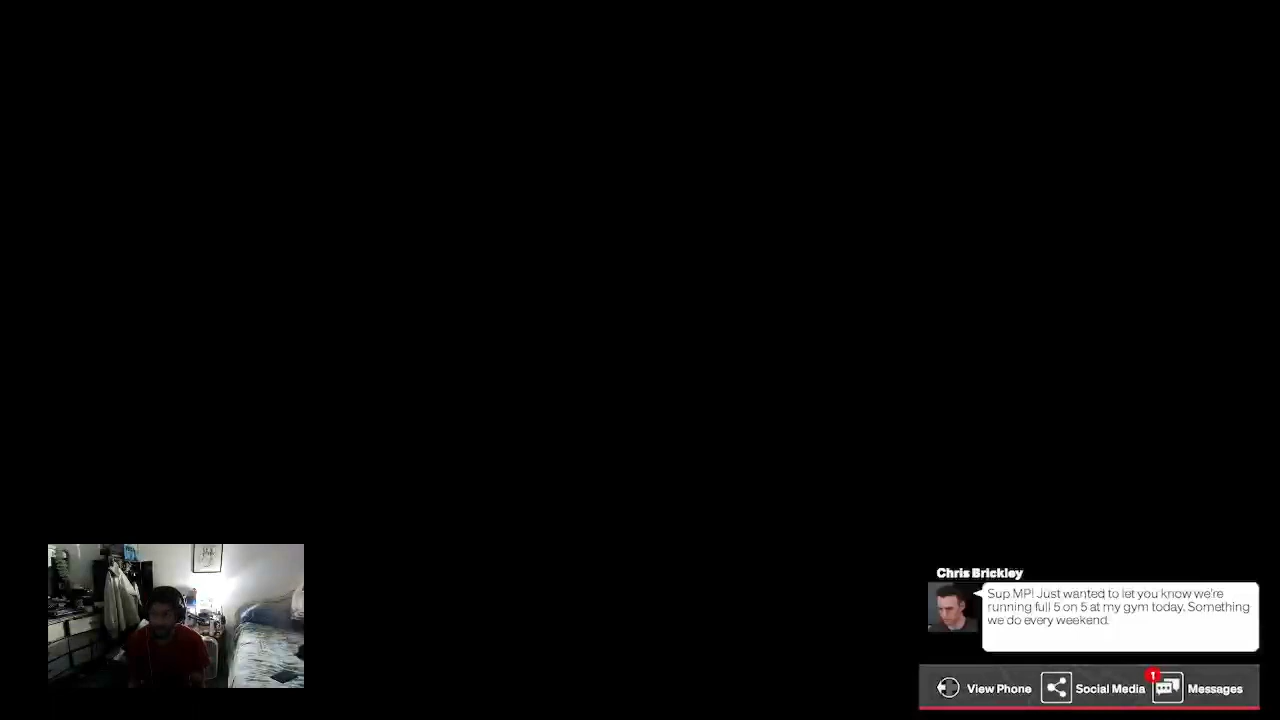 Chris Brickley
Sup MP! Just wanted to let you know we're
running full 5 on 5 at my gym today. Something
we do every weekend.
1
View Phone
Social Media
Messages